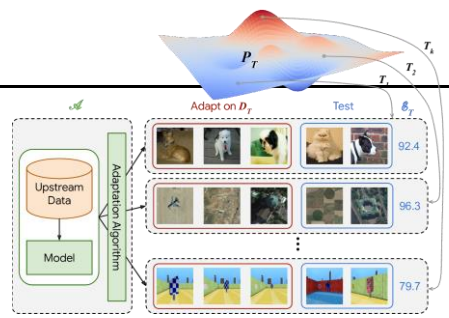 P_T
T_k
T_2
T_1
𝒜
Adapt on D_T
Test
ℰ_T
Upstream
Data
Model
Adaptation Algorithm
92.4
96.3
79.7